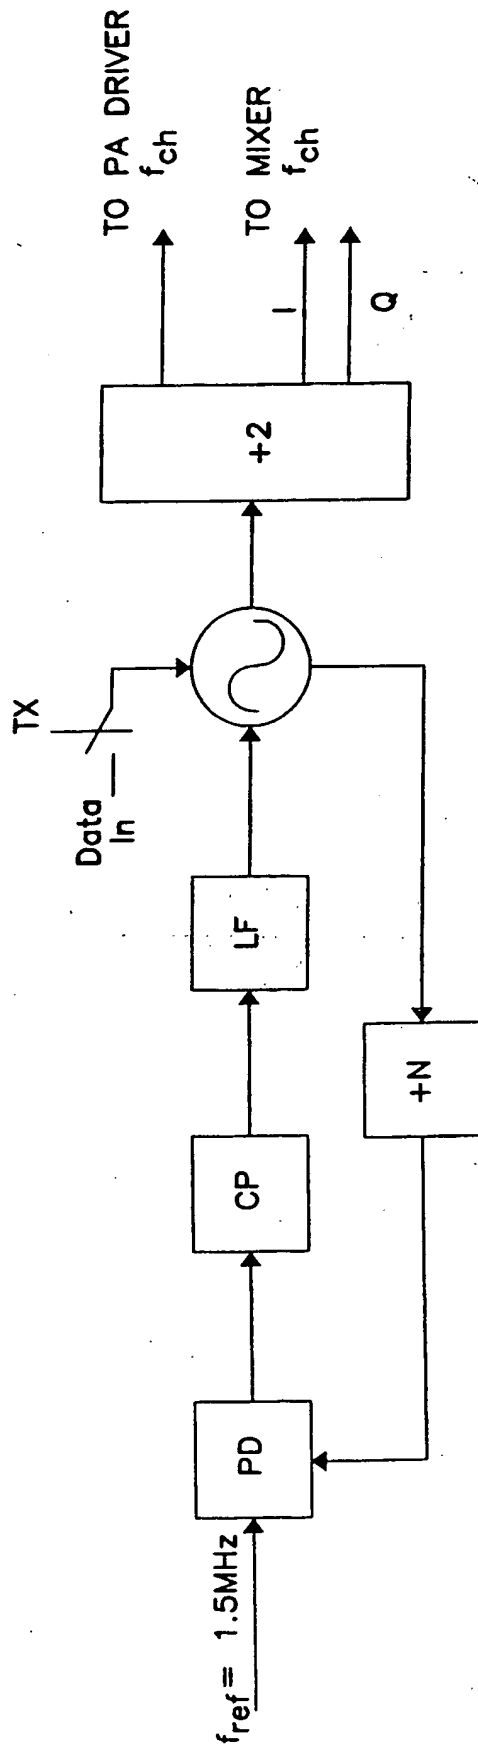 f_ref = 1.5MHz
PD
CP
LF
+N
Data
In
TX
+2
TO PA DRIVER
f_ch
I
TO MIXER
f_ch
Q